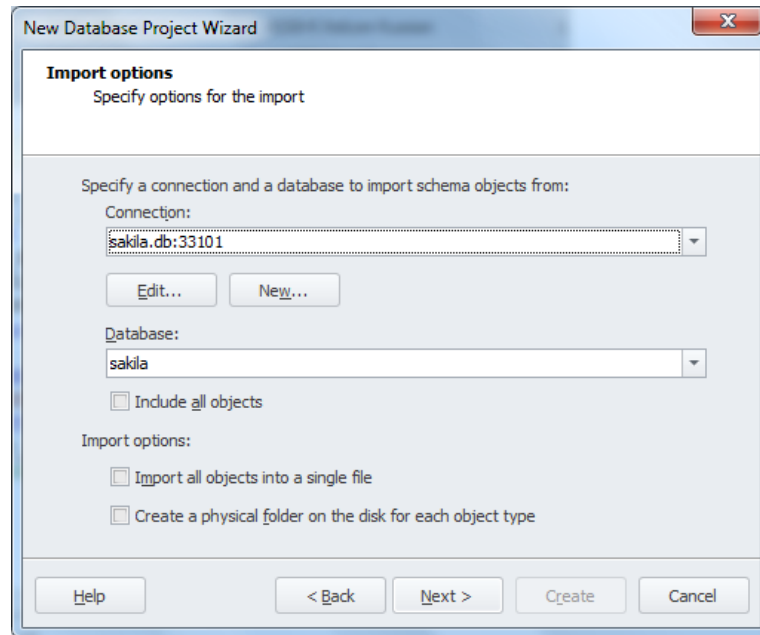 New Database Project Wizard
Import options
Specify options for the import
Specify a connection and a database to import schema objects from:
Connection:
sakila.db:33101
Edit...
New...
Database:
sakila
Include all objects
Import options:
Import all objects into a single file
Create a physical folder on the disk for each object type
Help
< Back
Next >
Create
Cancel